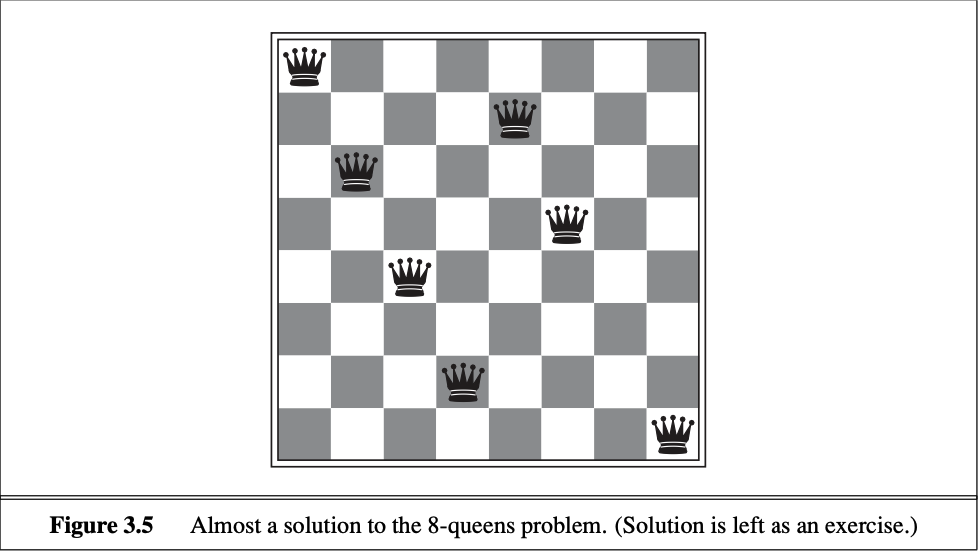 Figure 3.5 Almost a solution to the 8-queens problem. (Solution is left as an exercise.)